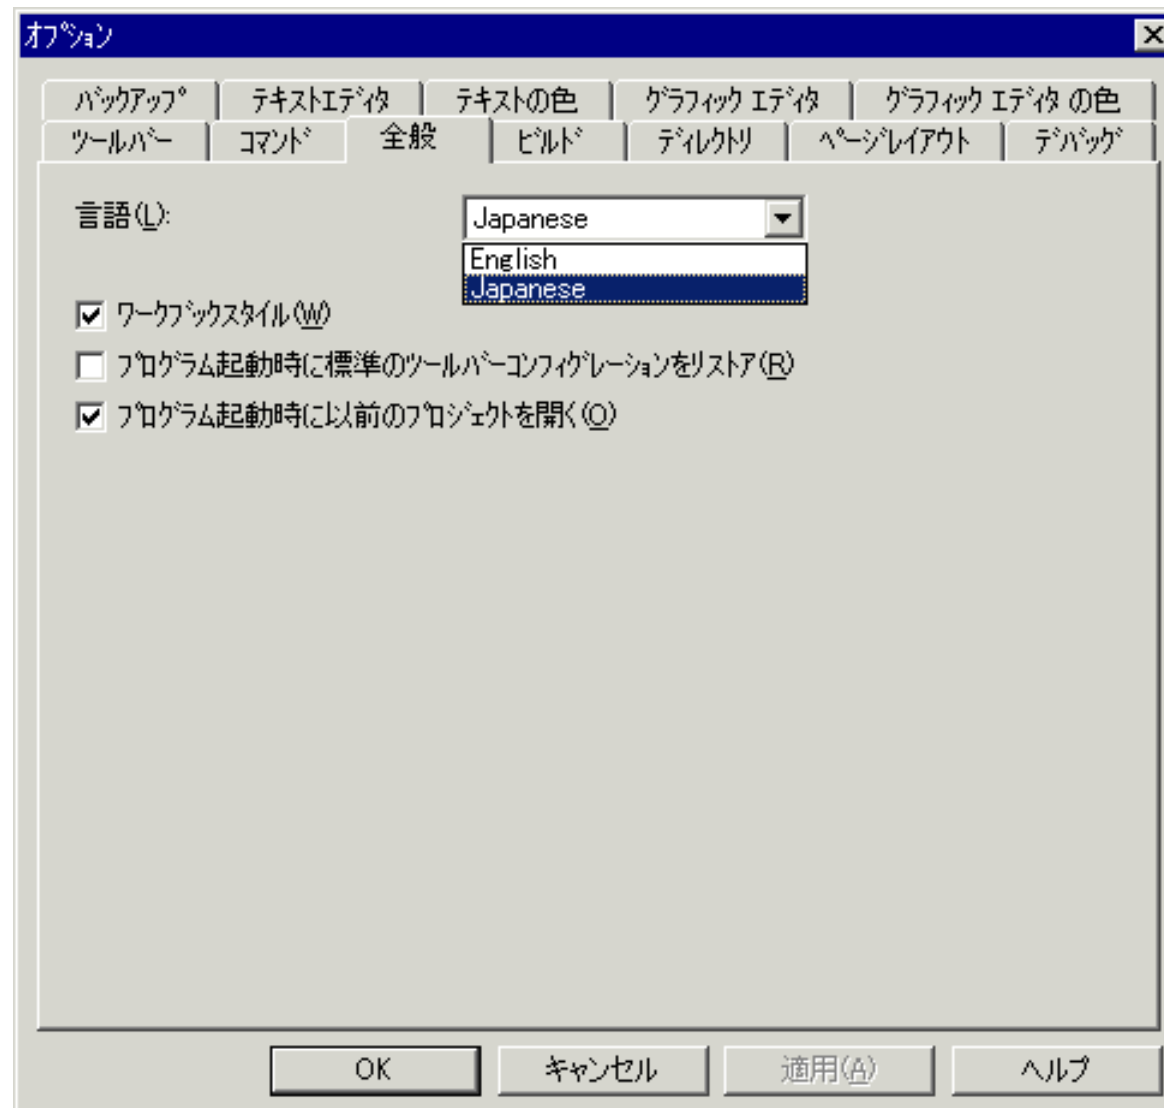 オプション
バックアップ テキストエディタ テキストの色 グラフィック エディタ グラフィック エディタ の色
ツールバー コマンド 全般 ビルド ディレクトリ ページレイアウト デバッグ
言語(L): Japanese
English
Japanese
ワークブックスタイル(W)
プログラム起動時に標準のツールバーコンフィグレーションをリストア(R)
プログラム起動時に以前のプロジェクトを開く(O)
OK キャンセル 適用(A) ヘルプ